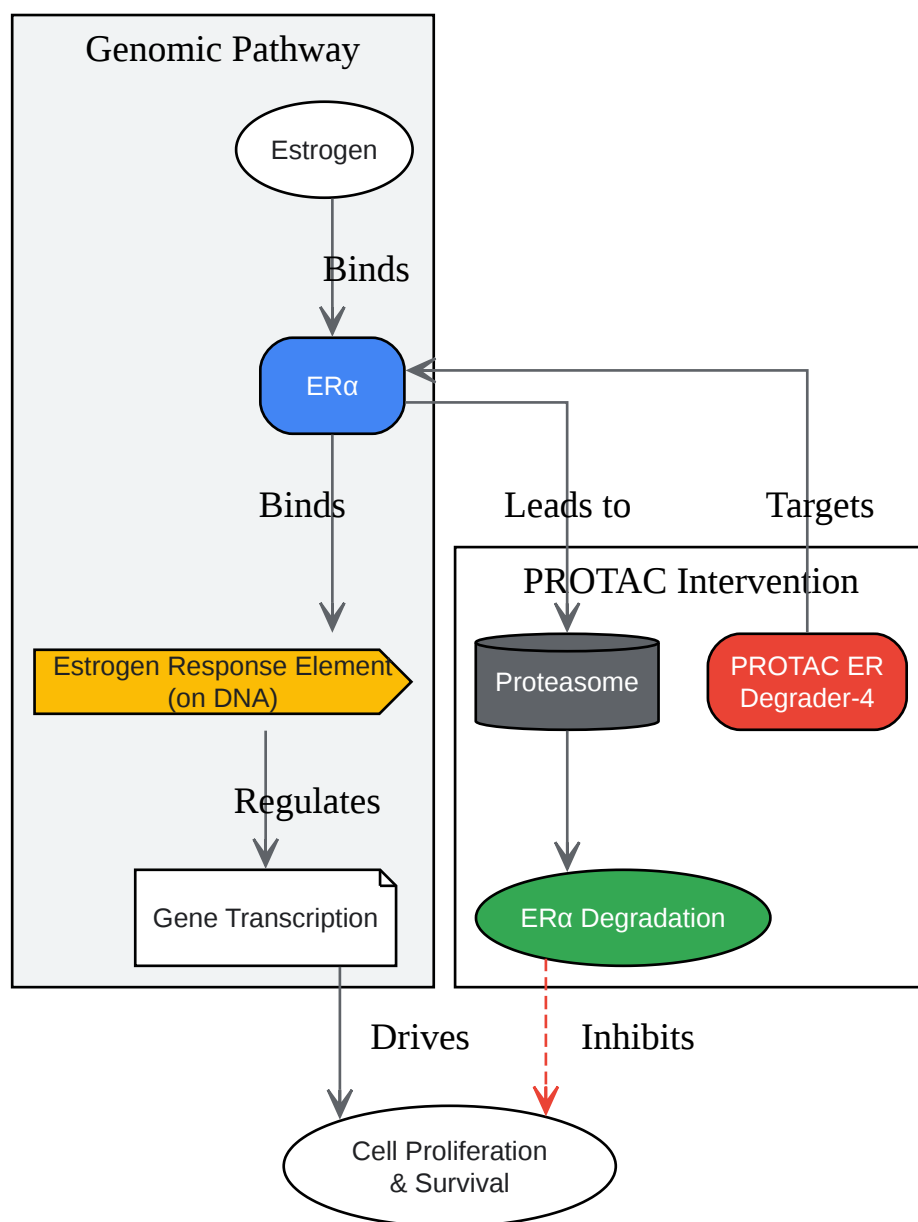 Genomic Pathway
Estrogen
Binds
ERα
Binds
Leads to
Targets
PROTAC Intervention
Estrogen Response Element
(on DNA)
Proteasome
PROTAC ER
Degrader-4
Regulates
Gene Transcription
ERα Degradation
Drives
Inhibits
Cell Proliferation
& Survival